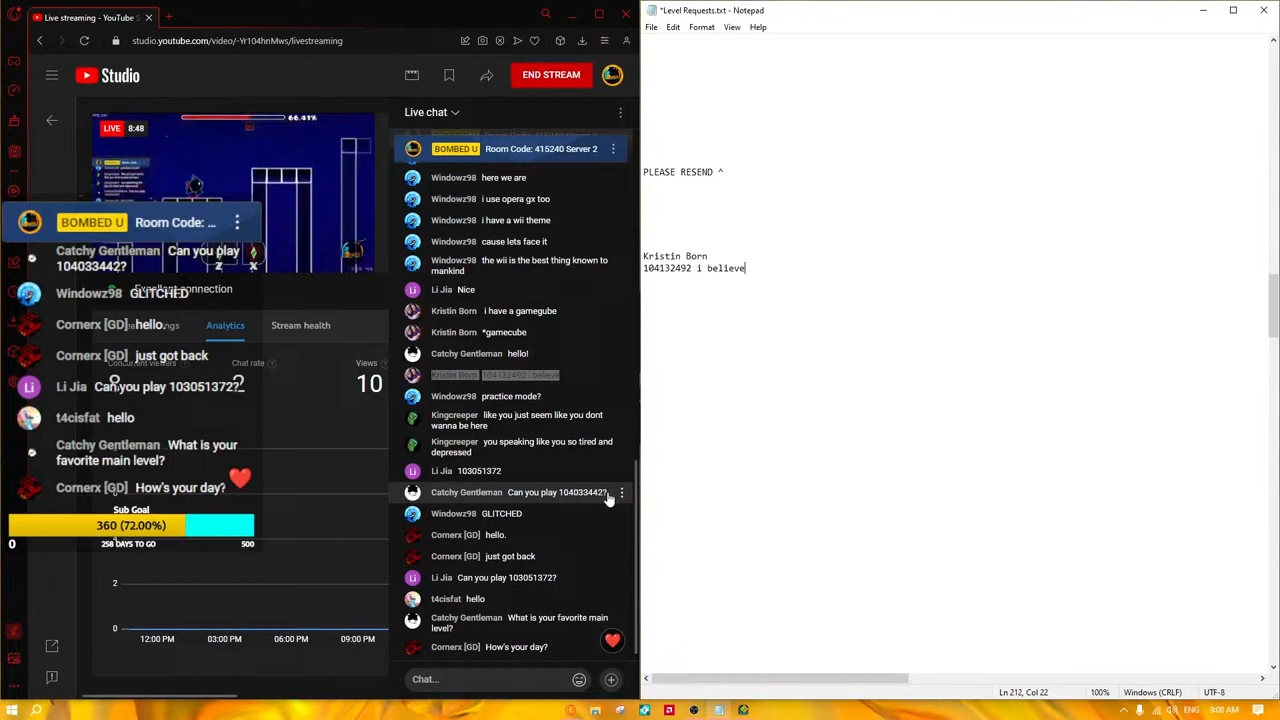 Live streaming - YouTube S
studio.youtube.com/video/-Yr104hnMws/livestreaming
Studio
END STREAM
LIVE 8:48
66.41%
Z X
BOMBED U Room Code: ...
Catchy Gentleman Can you play
104033442?
Windowz98 GLITCHED
Cornerx [GD] hello.
Cornerx [GD] just got back
Li Jia Can you play 103051372?
t4cisfat hello
Catchy Gentleman What is your
favorite main level?
Cornerx [GD] How's your day?
Excellent connection
Analytics
Stream health
Concurrent viewers
Chat rate
Views
2
10
Sub Goal
360 (72.00%)
0
258 DAYS TO GO
500
2
0
12:00 PM
03:00 PM
06:00 PM
09:00 PM
Live chat
BOMBED U Room Code: 415240 Server 2
Windowz98 here we are
Windowz98 i use opera gx too
Windowz98 i have a wii theme
Windowz98 cause lets face it
Windowz98 the wii is the best thing known to
mankind
Li Jia Nice
Kristin Born i have a gamegube
Kristin Born *gamecube
Catchy Gentleman hello!
Kristin Born 104132492 i believe
Windowz98 practice mode?
Kingcreeper like you just seem like you dont
wanna be here
Kingcreeper you speaking like you so tired and
depressed
Li Jia 103051372
Catchy Gentleman Can you play 104033442?
Windowz98 GLITCHED
Cornerx [GD] hello.
Cornerx [GD] just got back
Li Jia Can you play 103051372?
t4cisfat hello
Catchy Gentleman What is your favorite main
level?
Cornerx [GD] How's your day?
Chat...
*Level Requests.txt - Notepad
File Edit Format View Help
PLEASE RESEND ^
Kristin Born
104132492 i believe
Ln 212, Col 22
100%
Windows (CRLF)
UTF-8
ENG
9:08 AM